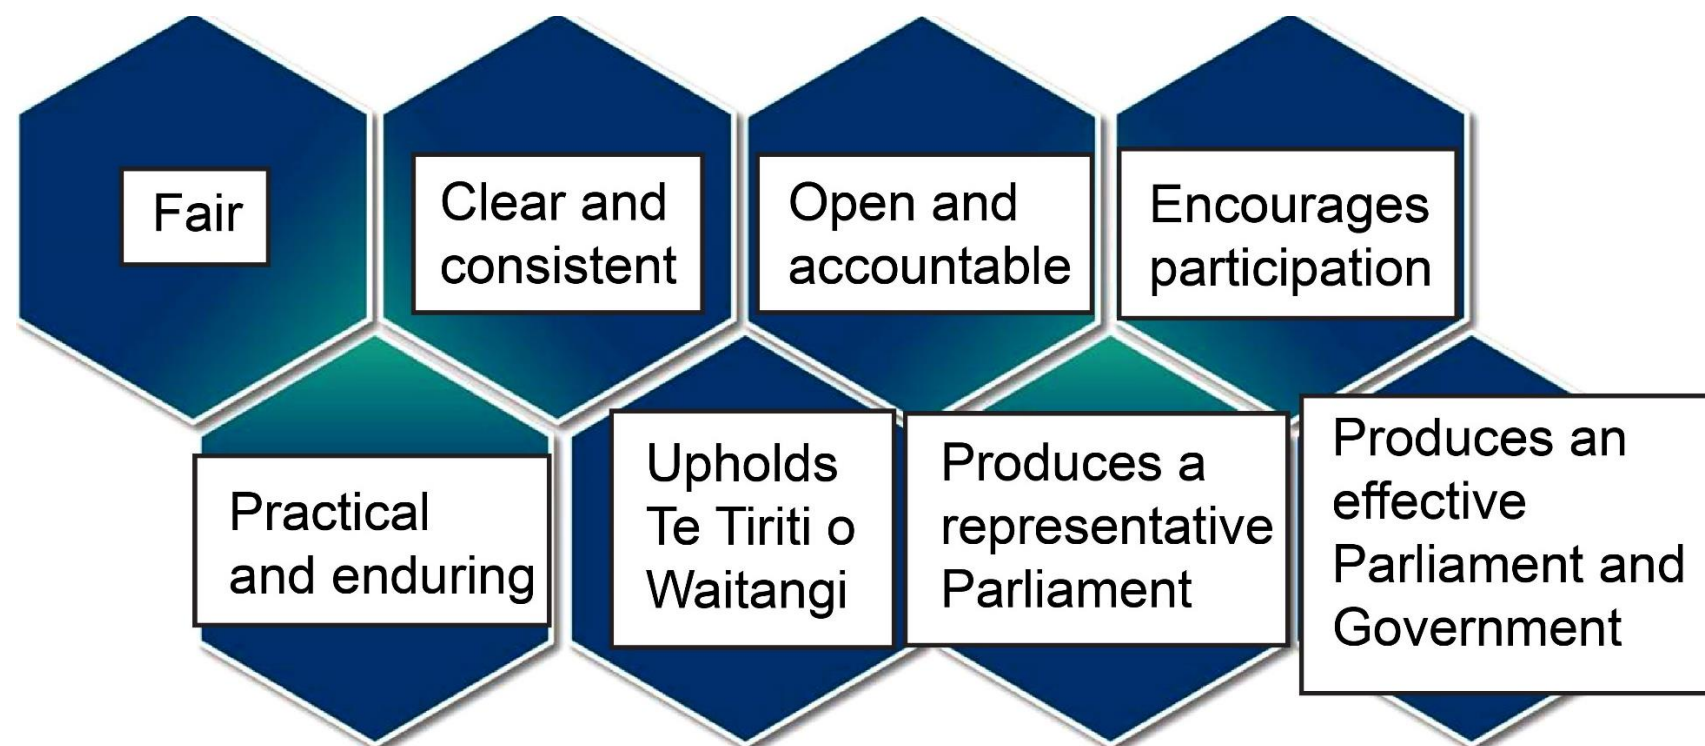 Fair
Clear and
consistent
Open and
accountable
Encourages
participation
Practical
and enduring
Upholds
Te Tiriti o
Waitangi
Produces a
representative
Parliament
Produces an
effective
Parliament and
Government